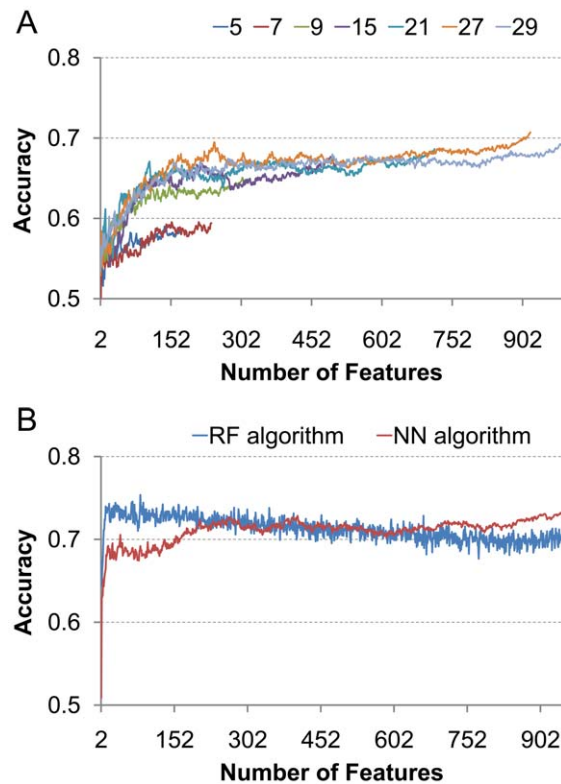 A
5 7 9 15 21 27 29
0.8
0.7
0.6
0.5
Accuracy
2 152 302 452 602 752 902
Number of Features
B
RF algorithm NN algorithm
0.8
0.7
0.6
0.5
Accuracy
2 152 302 452 602 752 902
Number of Features